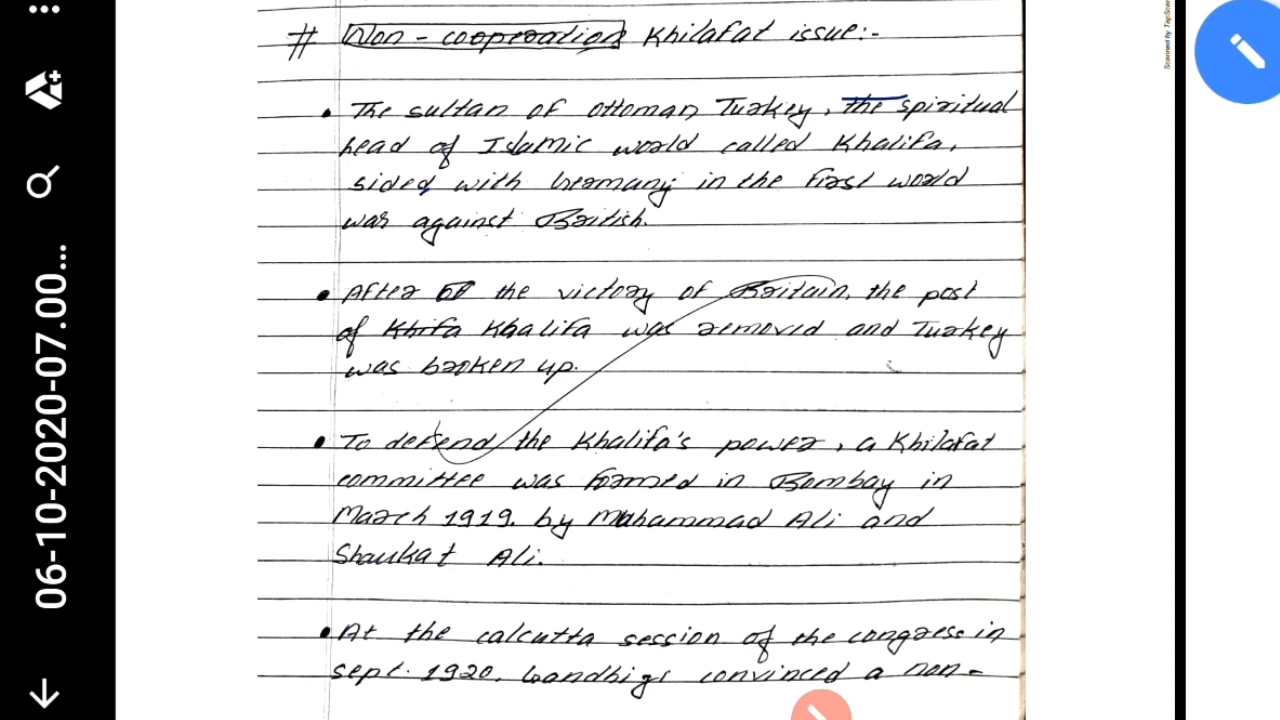 # Non-cooperation Khilafat issue:-
• The sultan of ottoman Turkey, the spiritual
head of Islamic world called Khalifa,
sided with Germany in the First world
war against British.
• After of the victory of Britain, the post
of Khifa Khalifa was removed and Turkey
was broken up.
• To defend the Khalifa's power, a Khilafat
committee was formed in Bombay in
March 1919. by Muhammad Ali and
Shaukat Ali.
• At the calcutta session of the congress in
sept. 1920, Gandhigi convinced a non-
06-10-2020-07.00...